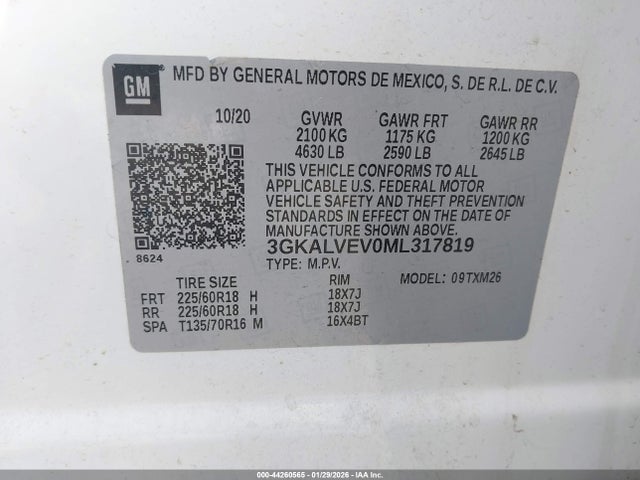 GM
MFD BY GENERAL MOTORS DE MEXICO, S. DE R.L. DE C.V.
10/20 GVWR GAWR FRT GAWR RR
2100 KG 1175 KG 1200 KG
4630 LB 2590 LB 2645 LB
THIS VEHICLE CONFORMS TO ALL
APPLICABLE U.S. FEDERAL MOTOR
VEHICLE SAFETY AND THEFT PREVENTION
STANDARDS IN EFFECT ON THE DATE OF
MANUFACTURE SHOWN ABOVE.
8624 3GKALVEV0ML317819
TYPE: M.P.V. MODEL: 09TXM26
TIRE SIZE RIM
FRT 225/60R18 H 18X7J
RR 225/60R18 H 18X7J
SPA T135/70R16 M 16X4BT
000-44260565 - 01/29/2026 - IAA Inc.